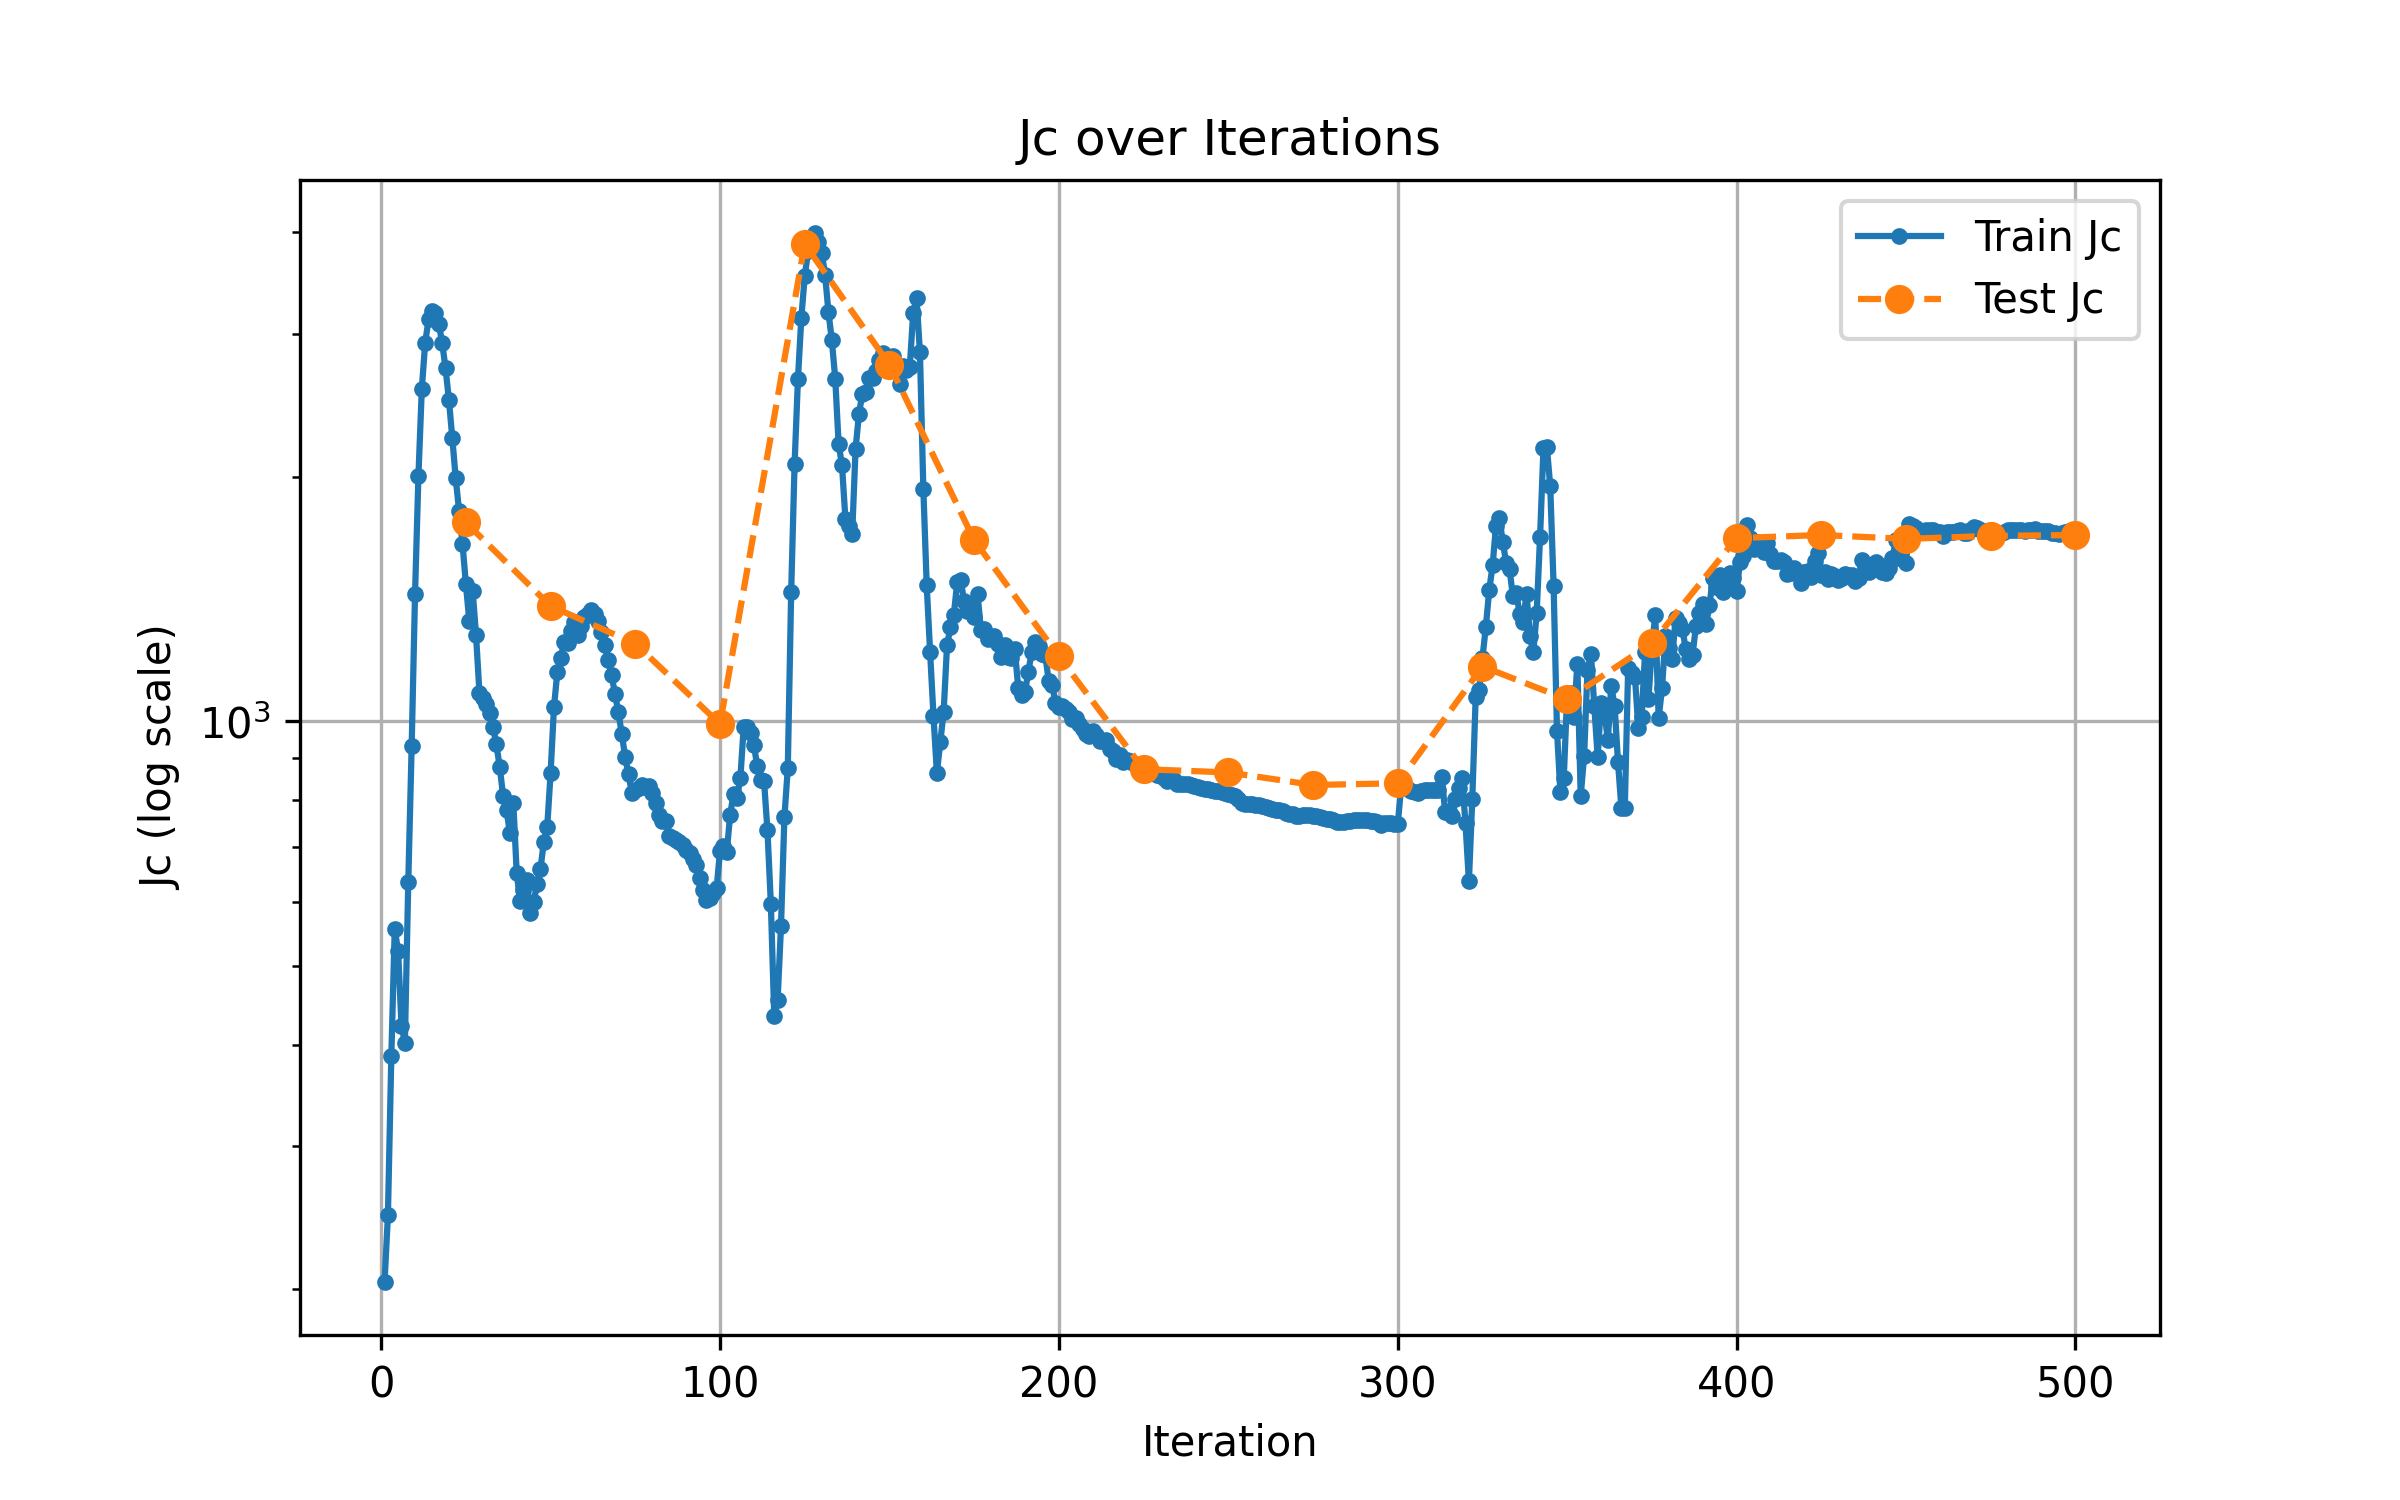 Jc over Iterations
Train Jc
Test Jc
Jc (log scale)
10³
0 100 200 300 400 500
Iteration